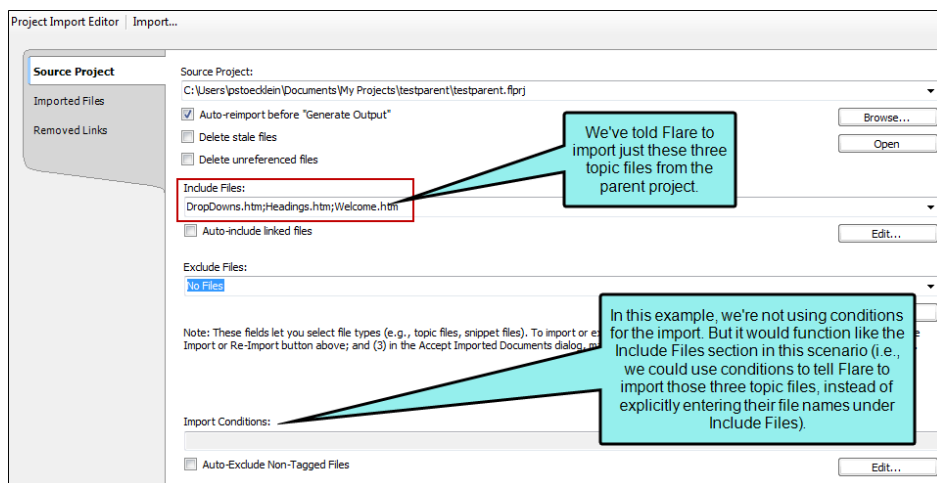 Project Import Editor Import...
Source Project
Imported Files
Removed Links
Source Project:
C:\Users\pstoecklein\Documents\My Projects\testparent\testparent.flprj
Auto-reimport before "Generate Output"
Browse...
Delete stale files
Open
Delete unreferenced files
We've told Flare to
import just these three
topic files from the
parent project.
Include Files:
DropDowns.htm;Headings.htm;Welcome.htm
Auto-include linked files
Edit...
Exclude Files:
No Files
Note: These fields let you select file types (e.g., topic files, snippet files). To import or
Import or Re-Import button above; and (3) in the Accept Imported Documents dialog,
In this example, we're not using conditions
for the import. But it would function like the
Include Files section in this scenario (i.e.,
we could use conditions to tell Flare to
import those three topic files, instead of
explicitly entering their file names under
Include Files).
Import Conditions:
Auto-Exclude Non-Tagged Files
Edit...